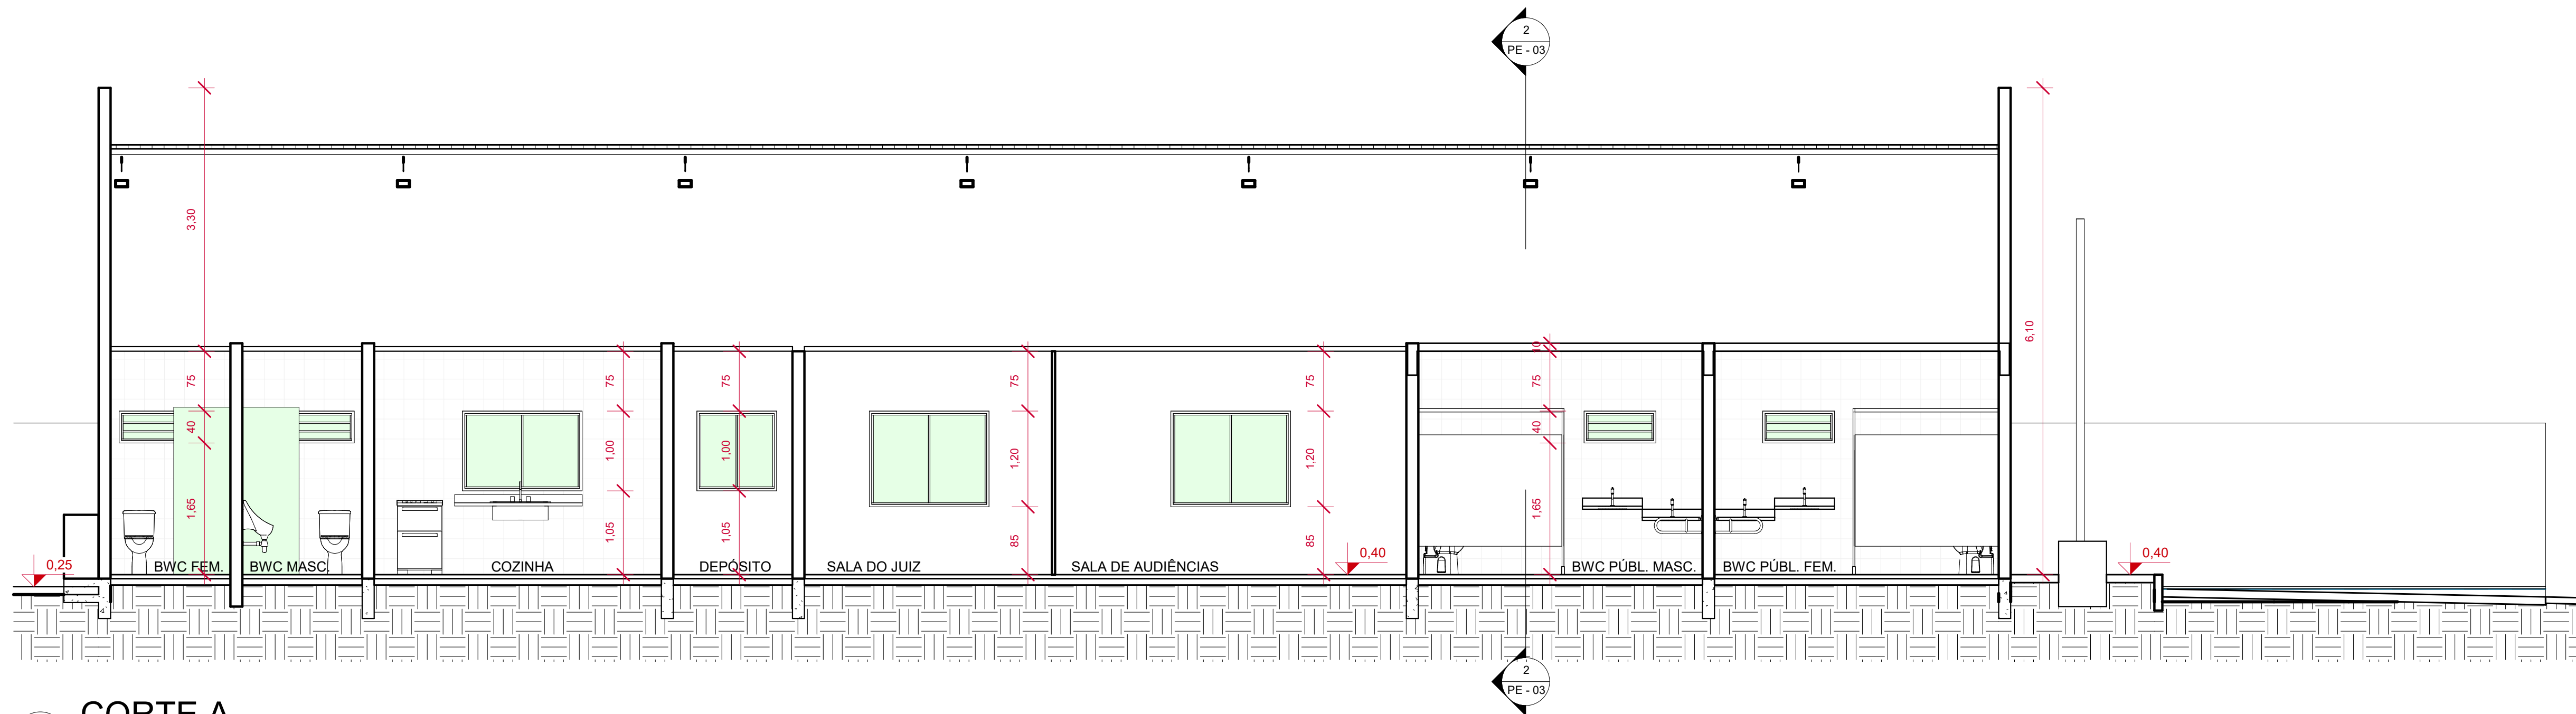 2
PE - 03
3,30
6,10
10
75
75
75
75
75
75
40
1,00
1,00
1,20
1,20
40
1,65
1,05
1,05
85
85
1,65
0,25
BWC FEM.
BWC MASC.
COZINHA
DEPÓSITO
SALA DO JUIZ
SALA DE AUDIÊNCIAS
0,40
BWC PÚBL. MASC.
BWC PÚBL. FEM.
0,40
2
PE - 03
CORTE A